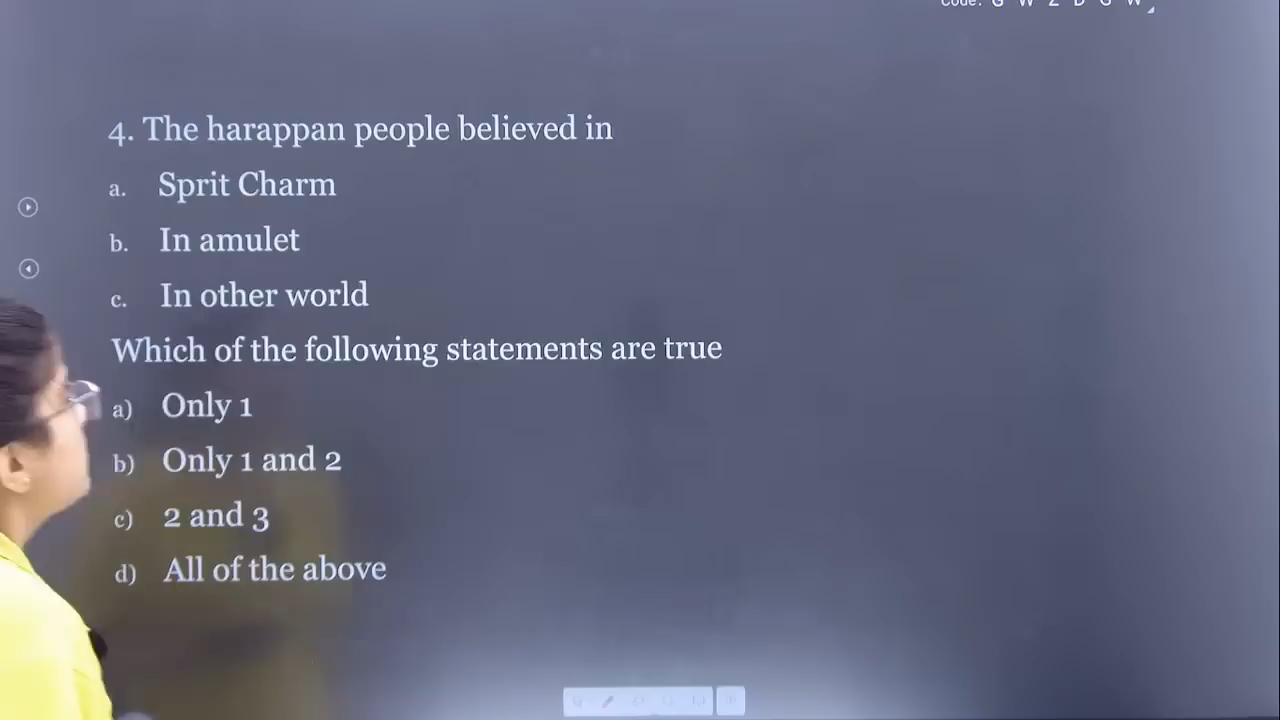 4. The harappan people believed in
a. Sprit Charm
b. In amulet
c. In other world
Which of the following statements are true
a) Only 1
b) Only 1 and 2
c) 2 and 3
d) All of the above